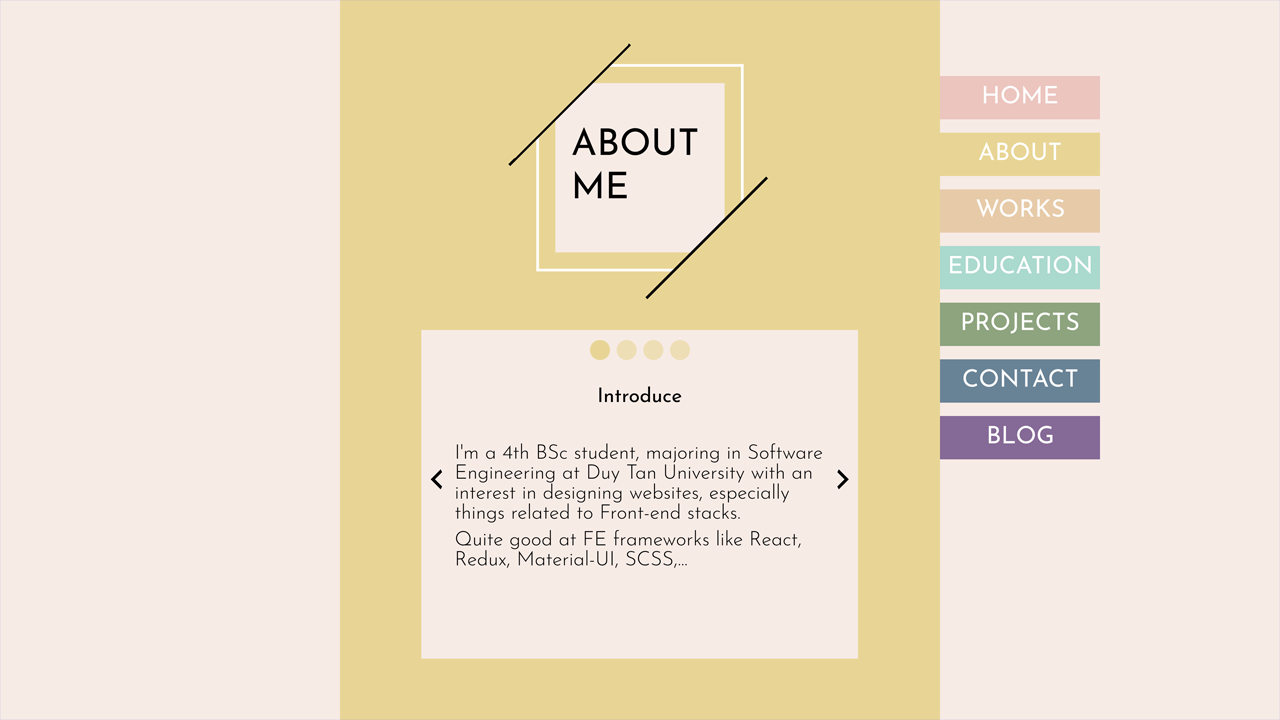 ABOUT
ME
HOME
ABOUT
WORKS
EDUCATION
PROJECTS
CONTACT
BLOG
Introduce
I'm a 4th BSc student, majoring in Software
Engineering at Duy Tan University with an
interest in designing websites, especially
things related to Front-end stacks.
Quite good at FE frameworks like React,
Redux, Material-UI, SCSS,...